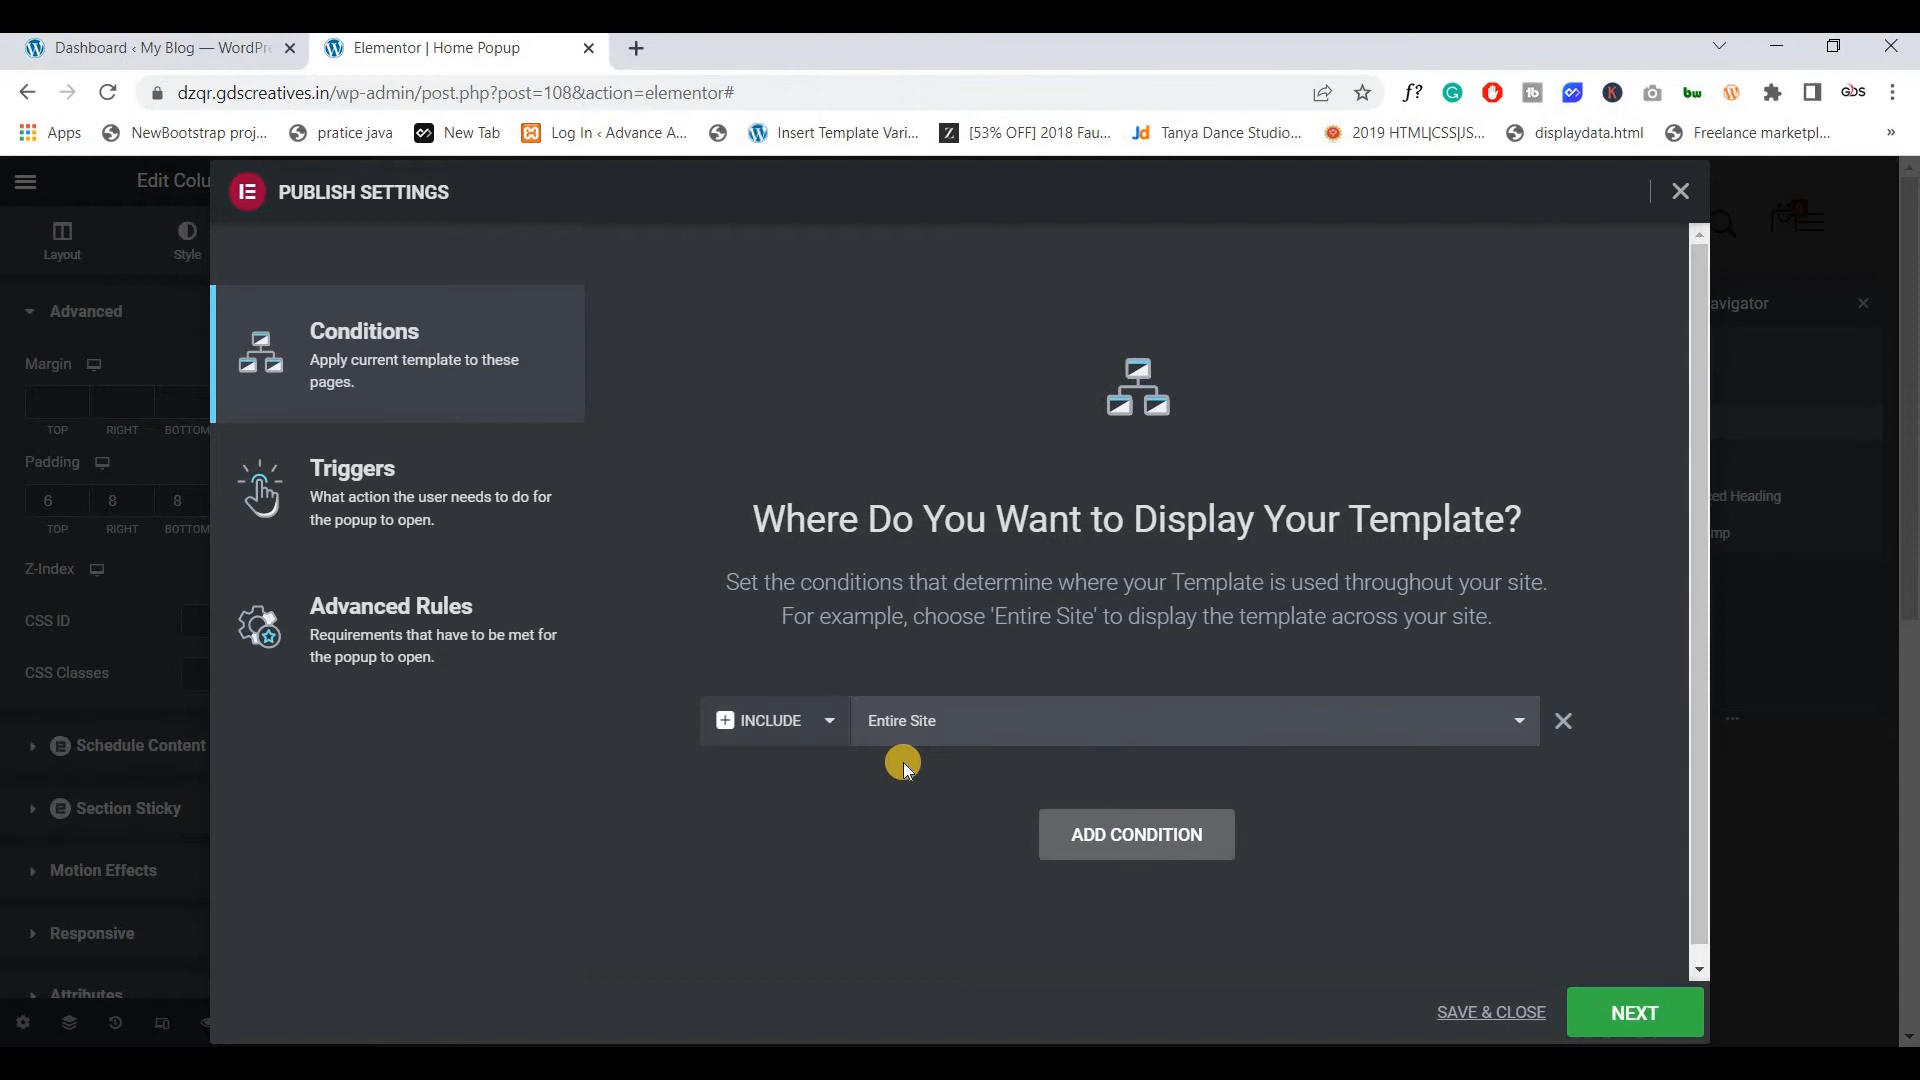 Dashboard ‹ My Blog — WordPre
Elementor | Home Popup
dzqr.gdscreatives.in/wp-admin/post.php?post=108&action=elementor#
Apps
NewBootstrap proj...
pratice java
New Tab
Log In ‹ Advance A...
Insert Template Vari...
[53% OFF] 2018 Fau...
Tanya Dance Studio...
2019 HTML|CSS|JS...
displaydata.html
Freelance marketpl...
»
Edit Colu
PUBLISH SETTINGS
Layout
Style
Advanced
Margin
TOP RIGHT BOTTOM
Padding
6 8 8
TOP RIGHT BOTTOM
Z-Index
CSS ID
CSS Classes
Schedule Content
Section Sticky
Motion Effects
Responsive
Attributes
Conditions
Apply current template to these
pages.
Triggers
What action the user needs to do for
the popup to open.
Advanced Rules
Requirements that have to be met for
the popup to open.
Where Do You Want to Display Your Template?
Set the conditions that determine where your Template is used throughout your site.
For example, choose 'Entire Site' to display the template across your site.
INCLUDE
Entire Site
ADD CONDITION
SAVE & CLOSE
NEXT
avigator
ced Heading
mp